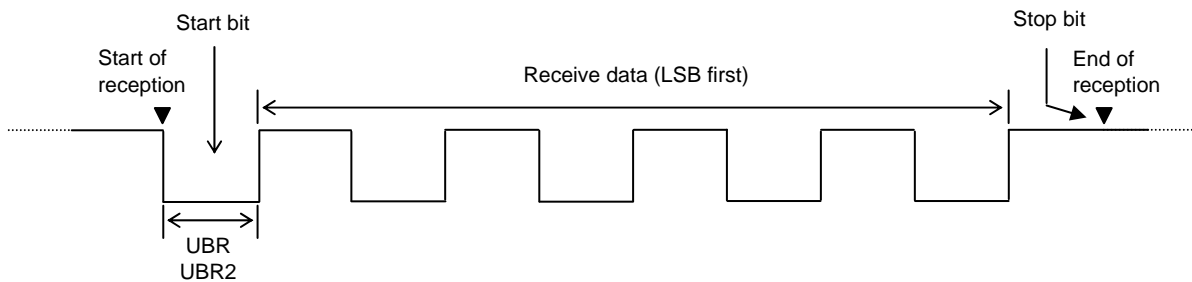 Start bit
Stop bit
Start of
reception
Receive data (LSB first)
End of
reception
UBR
UBR2